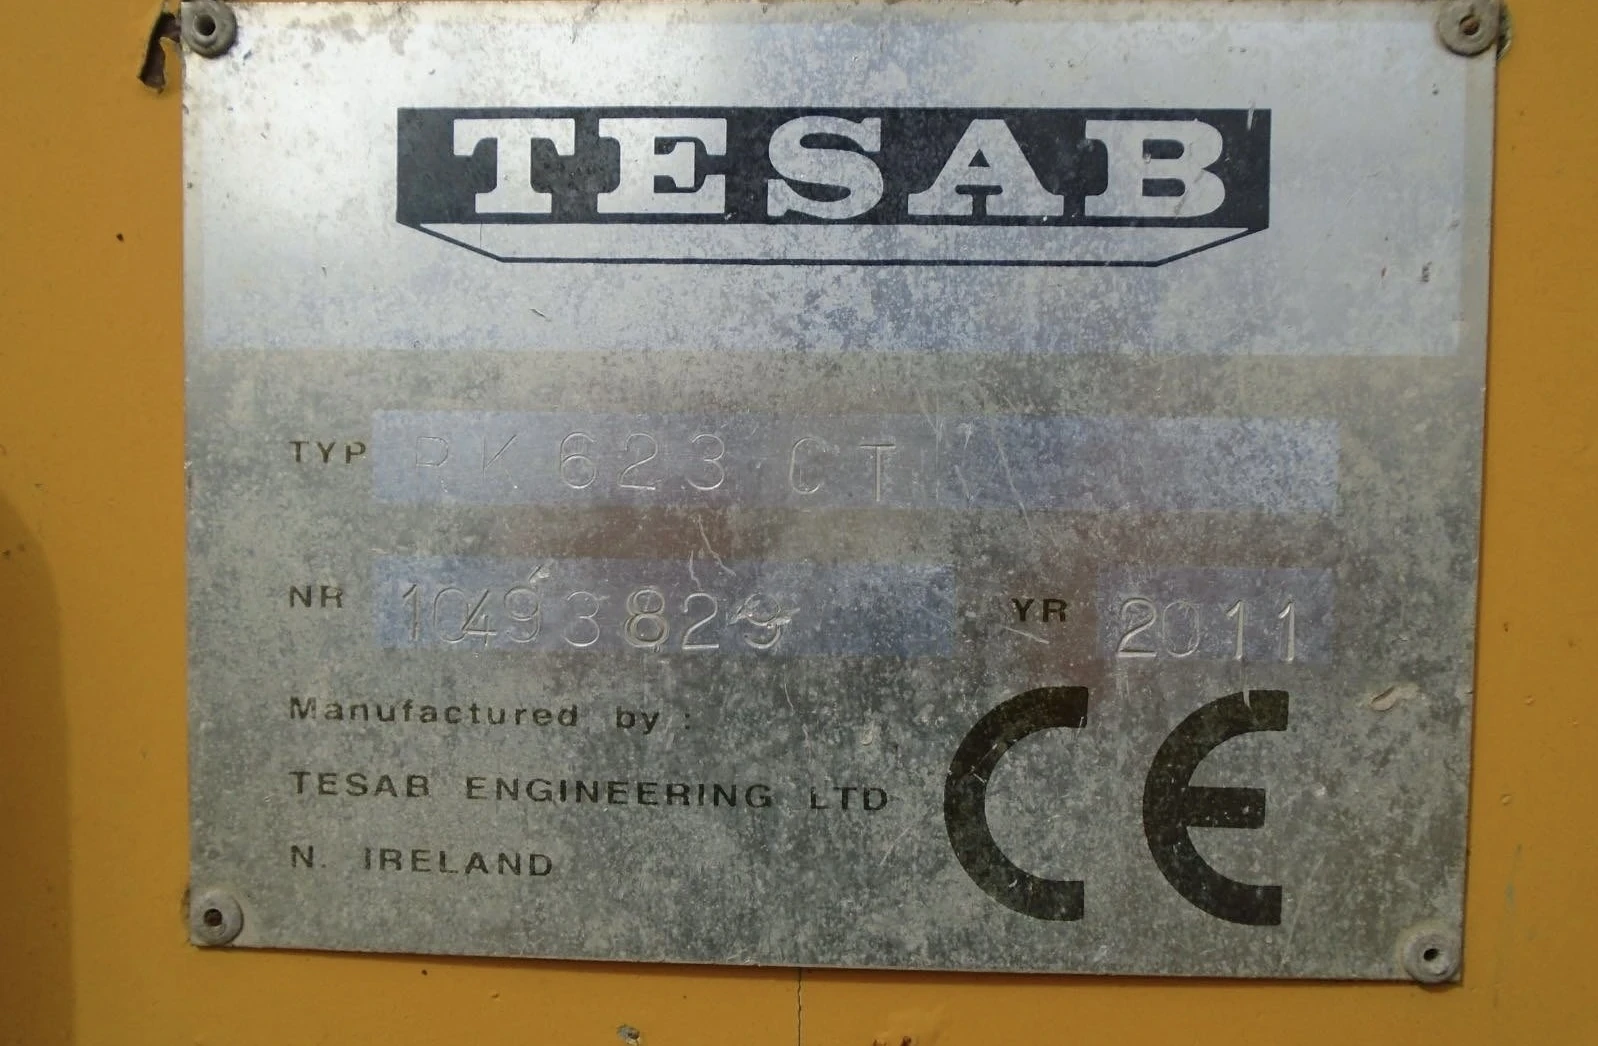 TESAB
TYP RK 623 CT
NR 10493829 YR 2011
Manufactured by :
TESAB ENGINEERING LTD
N. IRELAND
CE